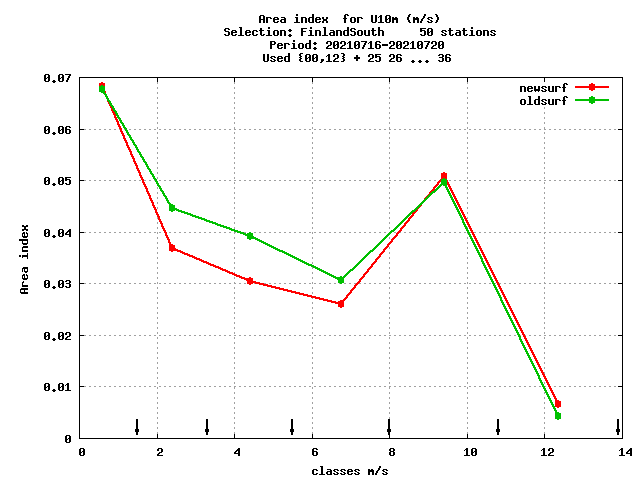 Area index  for U10m (m/s)
Selection: FinlandSouth     50 stations
Period: 20210716-20210720
Used {00,12} + 25 26 ... 36
0.07
newsurf
oldsurf
0.06
0.05
0.04
Area index
0.03
0.02
0.01
0
0 2 4 6 8 10 12 14
classes m/s